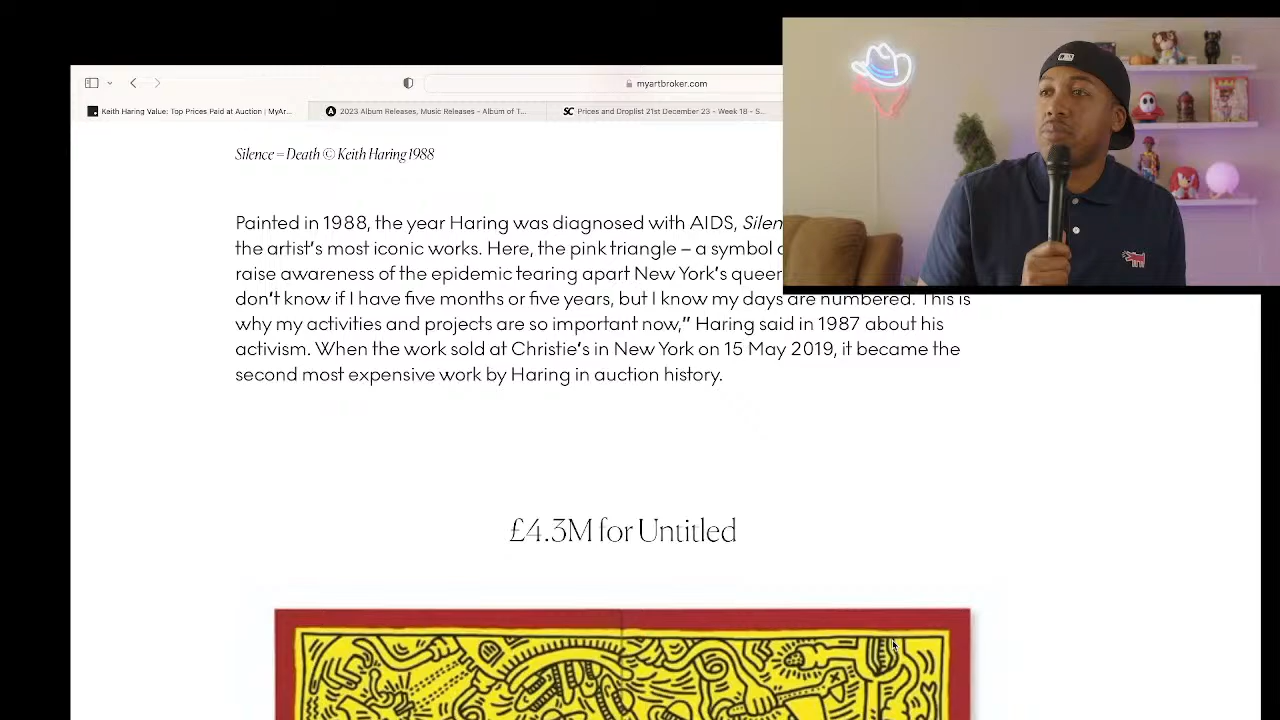 myartbroker.com
Keith Haring Value: Top Prices Paid at Auction | MyAr...
2023 Album Releases, Music Releases - Album of T...
SC Prices and Droplist 21st December 23 - Week 18 - S...
Silence = Death © Keith Haring 1988
Painted in 1988, the year Haring was diagnosed with AIDS, Silen
the artist's most iconic works. Here, the pink triangle – a symbol
raise awareness of the epidemic tearing apart New York's queer
don't know if I have five months or five years, but I know my days are numbered. This is
why my activities and projects are so important now,” Haring said in 1987 about his
activism. When the work sold at Christie's in New York on 15 May 2019, it became the
second most expensive work by Haring in auction history.
£4.3M for Untitled